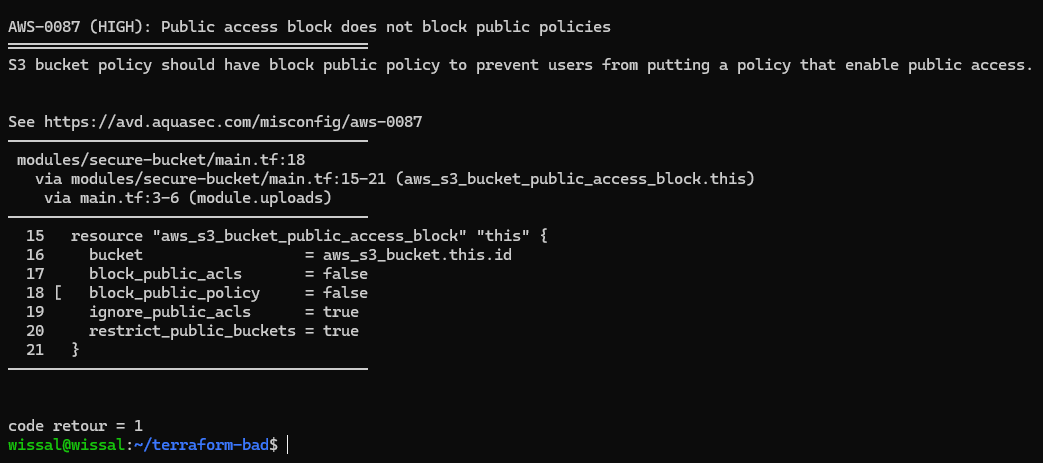 AWS-0087 (HIGH): Public access block does not block public policies
S3 bucket policy should have block public policy to prevent users from putting a policy that enable public access.
See https://avd.aquasec.com/misconfig/aws-0087
modules/secure-bucket/main.tf:18
via modules/secure-bucket/main.tf:15-21 (aws_s3_bucket_public_access_block.this)
via main.tf:3-6 (module.uploads)
15 resource "aws_s3_bucket_public_access_block" "this" {
16 bucket = aws_s3_bucket.this.id
17 block_public_acls = false
18 [ block_public_policy = false
19 ignore_public_acls = true
20 restrict_public_buckets = true
21 }
code retour = 1
wissal@wissal:~/terraform-bad$